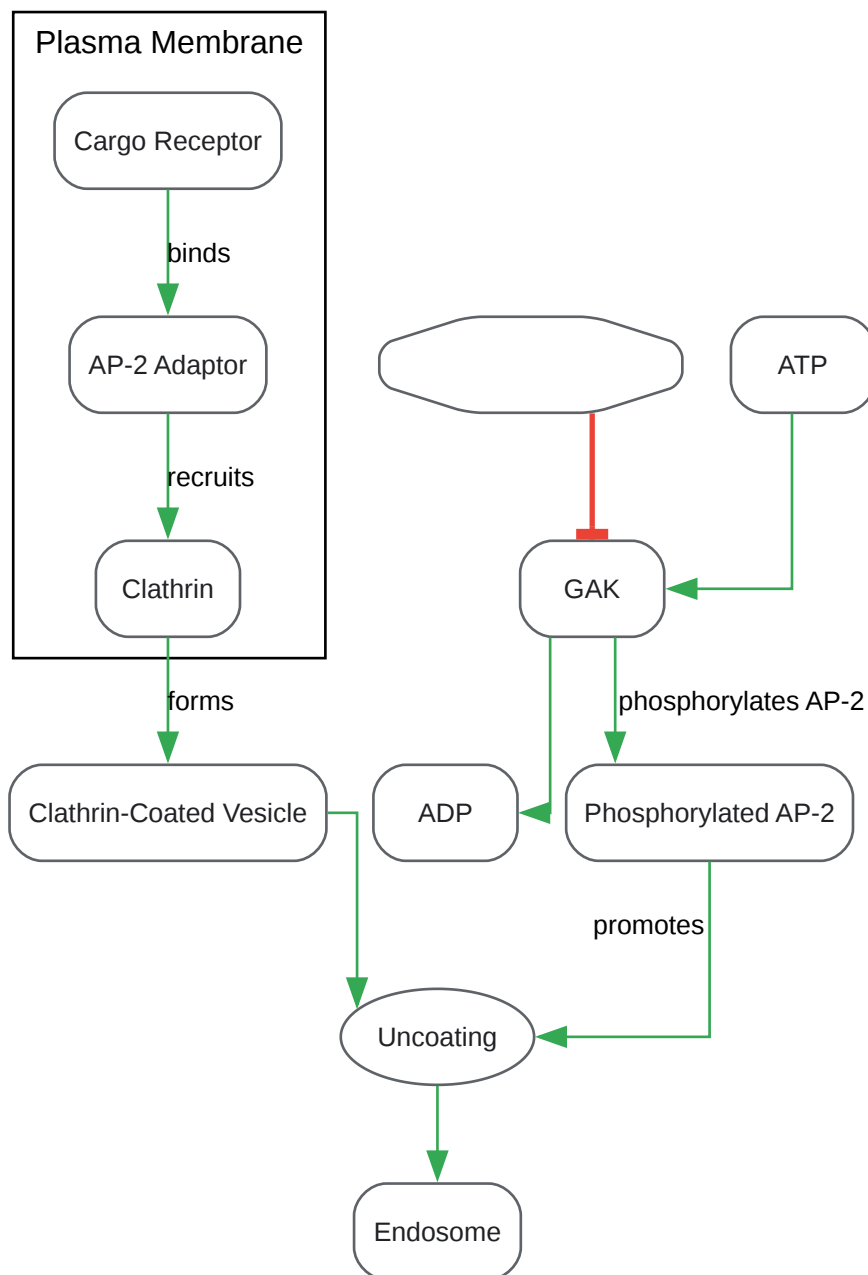 Plasma Membrane
Cargo Receptor
binds
AP-2 Adaptor
ATP
recruits
Clathrin
GAK
forms
phosphorylates AP-2
Clathrin-Coated Vesicle
ADP
Phosphorylated AP-2
promotes
Uncoating
Endosome